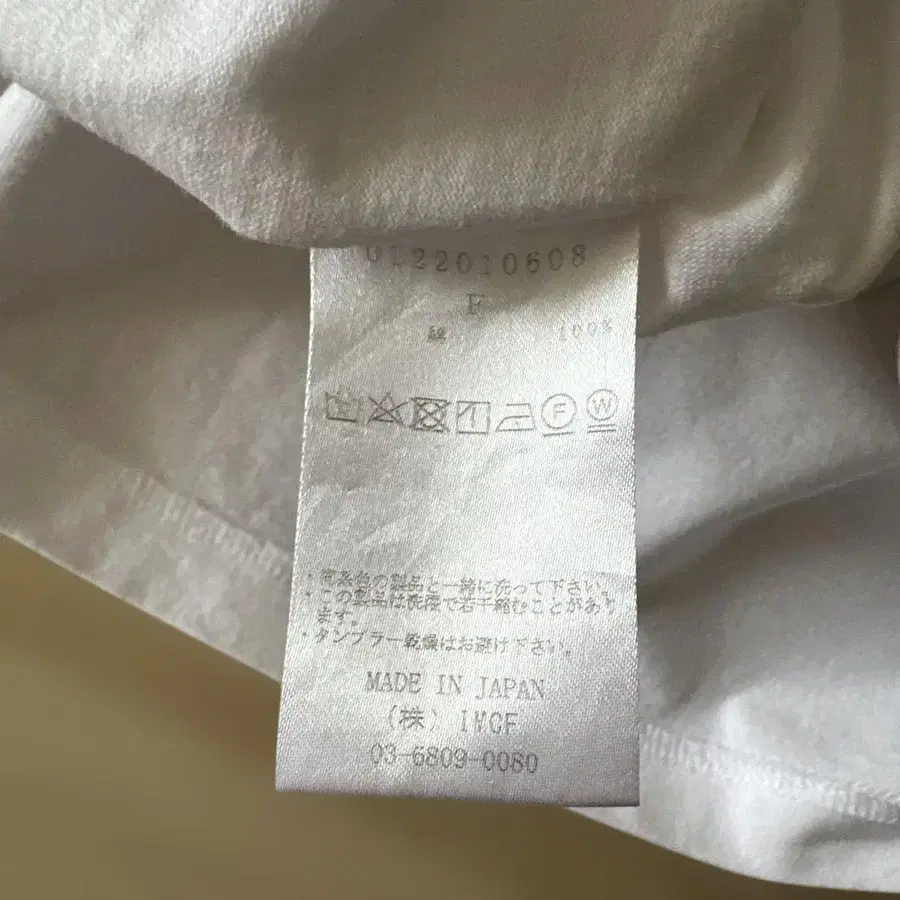 0122010608
F
綿 100%
F W
・同系色の製品と一緒に洗って下さい。
・この製品は洗濯で若干縮むことがあり
ます。
・タンブラー乾燥はお避け下さい。
MADE IN JAPAN
(株) IMCF
03-6809-0080